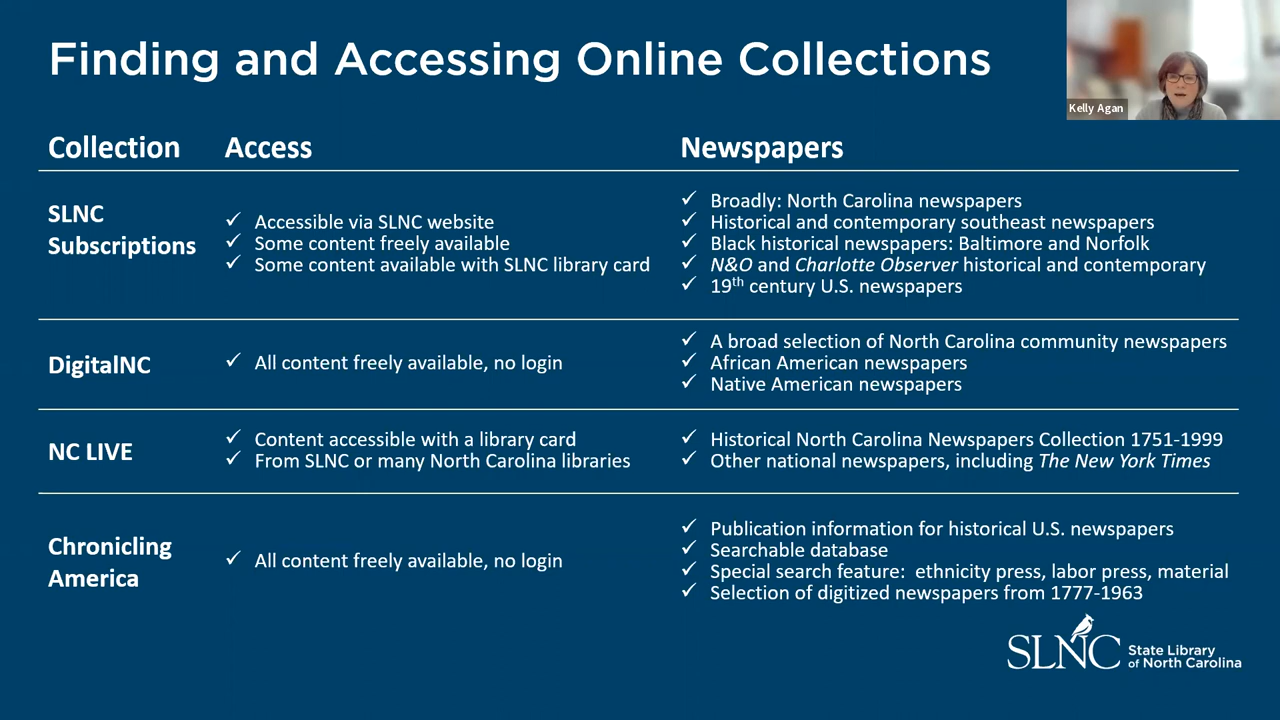 Finding and Accessing Online Collections
Kelly Agan
Collection Access Newspapers
SLNC
Subscriptions
✓ Accessible via SLNC website
✓ Some content freely available
✓ Some content available with SLNC library card
✓ Broadly: North Carolina newspapers
✓ Historical and contemporary southeast newspapers
✓ Black historical newspapers: Baltimore and Norfolk
✓ N&O and Charlotte Observer historical and contemporary
✓ 19th century U.S. newspapers
DigitalNC
✓ All content freely available, no login
✓ A broad selection of North Carolina community newspapers
✓ African American newspapers
✓ Native American newspapers
NC LIVE
✓ Content accessible with a library card
✓ From SLNC or many North Carolina libraries
✓ Historical North Carolina Newspapers Collection 1751-1999
✓ Other national newspapers, including The New York Times
Chronicling
America
✓ All content freely available, no login
✓ Publication information for historical U.S. newspapers
✓ Searchable database
✓ Special search feature: ethnicity press, labor press, material
✓ Selection of digitized newspapers from 1777-1963
SLNC State Library
of North Carolina